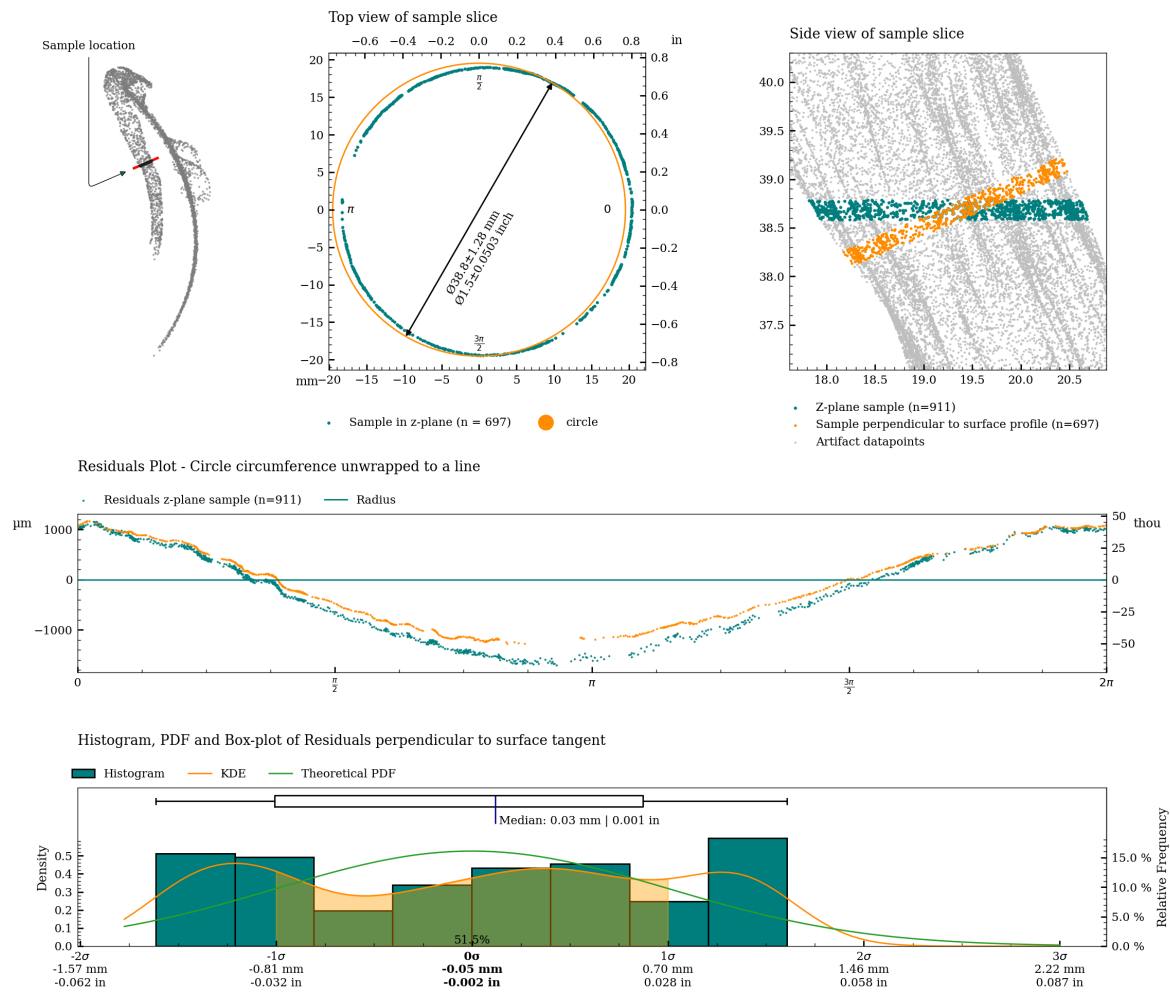 Sample location
Top view of sample slice
−0.6 −0.4 −0.2 0.0 0.2 0.4 0.6 0.8 in
20
15
10
5
0
−5
−10
−15
−20
0.8
0.6
0.4
0.2
0.0
−0.2
−0.4
−0.6
−0.8
π/2
π
0
3π/2
Ø38.8±1.28 mm
Ø1.5±0.0503 inch
mm −20 −15 −10 −5 0 5 10 15 20
Sample in z-plane (n = 697) circle
Side view of sample slice
40.0
39.5
39.0
38.5
38.0
37.5
18.0 18.5 19.0 19.5 20.0 20.5
Z-plane sample (n=911)
Sample perpendicular to surface profile (n=697)
Artifact datapoints
Residuals Plot - Circle circumference unwrapped to a line
Residuals z-plane sample (n=911) Radius
µm
1000
0
−1000
50 thou
25
0
−25
−50
0 π/2 π 3π/2 2π
Histogram, PDF and Box-plot of Residuals perpendicular to surface tangent
Histogram KDE Theoretical PDF
Median: 0.03 mm | 0.001 in
Density
0.5
0.4
0.3
0.2
0.1
0.0
15.0 %
10.0 %
5.0 %
0.0 %
Relative Frequency
51.5%
-2σ -1σ 0σ 1σ 2σ 3σ
-1.57 mm -0.81 mm -0.05 mm 0.70 mm 1.46 mm 2.22 mm
-0.062 in -0.032 in -0.002 in 0.028 in 0.058 in 0.087 in